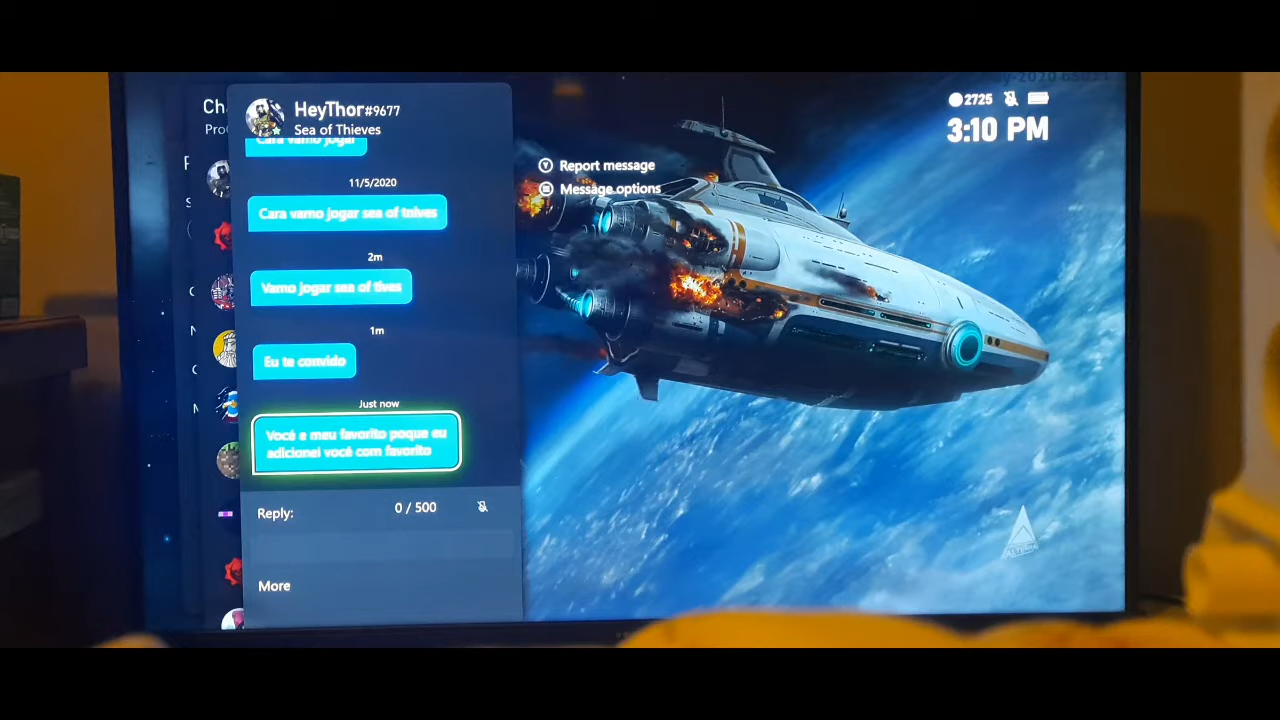 HeyThor#9677
Sea of Thieves
Cara vamo jogar
11/5/2020
Cara vamo jogar sea of tnives
2m
Vamo jogar sea of tives
1m
Eu te convido
Just now
Você e meu favorito poque eu
adicionei você com favorito
Reply:
0 / 500
More
Report message
Message options
2725
3:10 PM